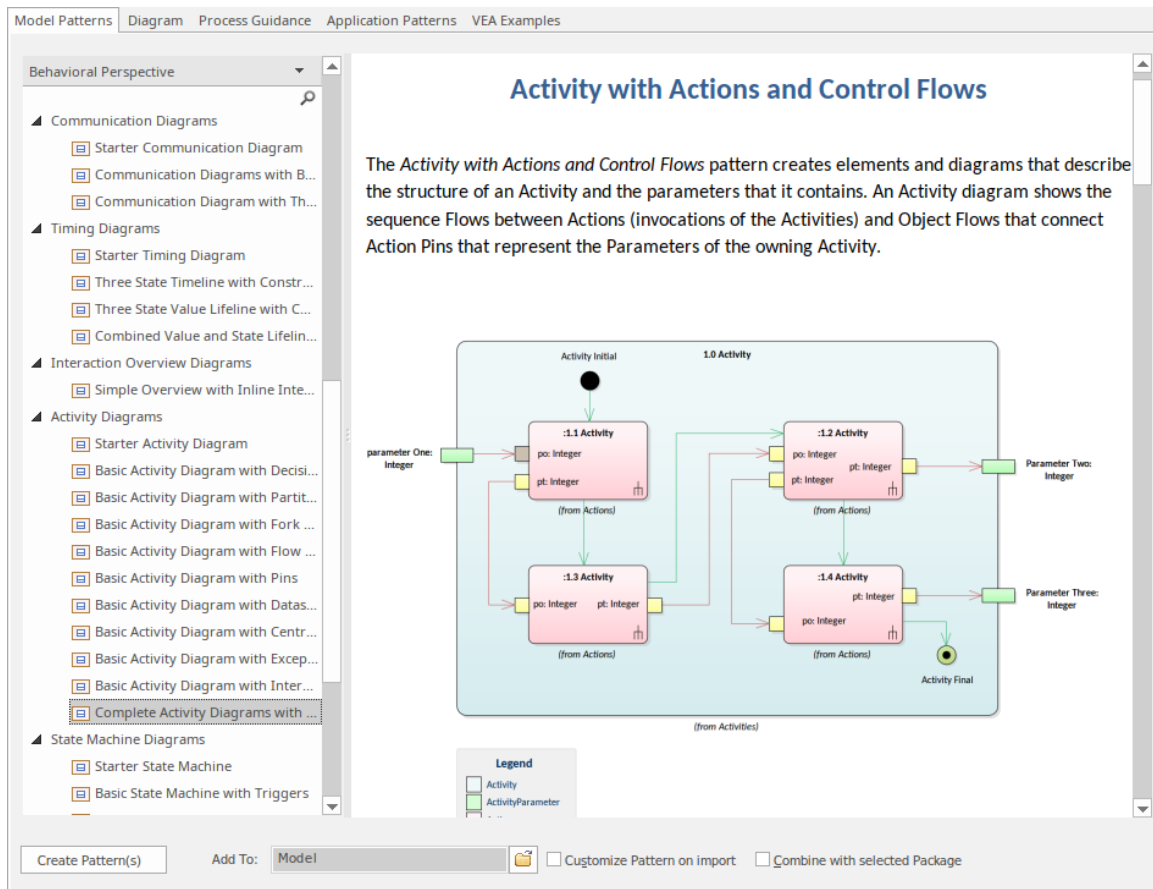 Model Patterns
Diagram
Process Guidance
Application Patterns
VEA Examples
Behavioral Perspective
Communication Diagrams
Starter Communication Diagram
Communication Diagrams with B...
Communication Diagram with Th...
Timing Diagrams
Starter Timing Diagram
Three State Timeline with Constr...
Three State Value Lifeline with C...
Combined Value and State Lifelin...
Interaction Overview Diagrams
Simple Overview with Inline Inte...
Activity Diagrams
Starter Activity Diagram
Basic Activity Diagram with Decisi...
Basic Activity Diagram with Partit...
Basic Activity Diagram with Fork ...
Basic Activity Diagram with Flow ...
Basic Activity Diagram with Pins
Basic Activity Diagram with Datas...
Basic Activity Diagram with Centr...
Basic Activity Diagram with Excep...
Basic Activity Diagram with Inter...
Complete Activity Diagrams with ...
State Machine Diagrams
Starter State Machine
Basic State Machine with Triggers
Activity with Actions and Control Flows
The Activity with Actions and Control Flows pattern creates elements and diagrams that describe
the structure of an Activity and the parameters that it contains. An Activity diagram shows the
sequence Flows between Actions (invocations of the Activities) and Object Flows that connect
Action Pins that represent the Parameters of the owning Activity.
Activity Initial
1.0 Activity
parameter One:
Integer
:1.1 Activity
po: Integer
pt: Integer
(from Actions)
:1.2 Activity
po: Integer
pt: Integer
pt: Integer
(from Actions)
Parameter Two:
Integer
:1.3 Activity
po: Integer
pt: Integer
(from Actions)
:1.4 Activity
pt: Integer
po: Integer
(from Actions)
Parameter Three:
Integer
Activity Final
(from Activities)
Legend
Activity
ActivityParameter
Create Pattern(s)
Add To:
Model
Customize Pattern on import
Combine with selected Package